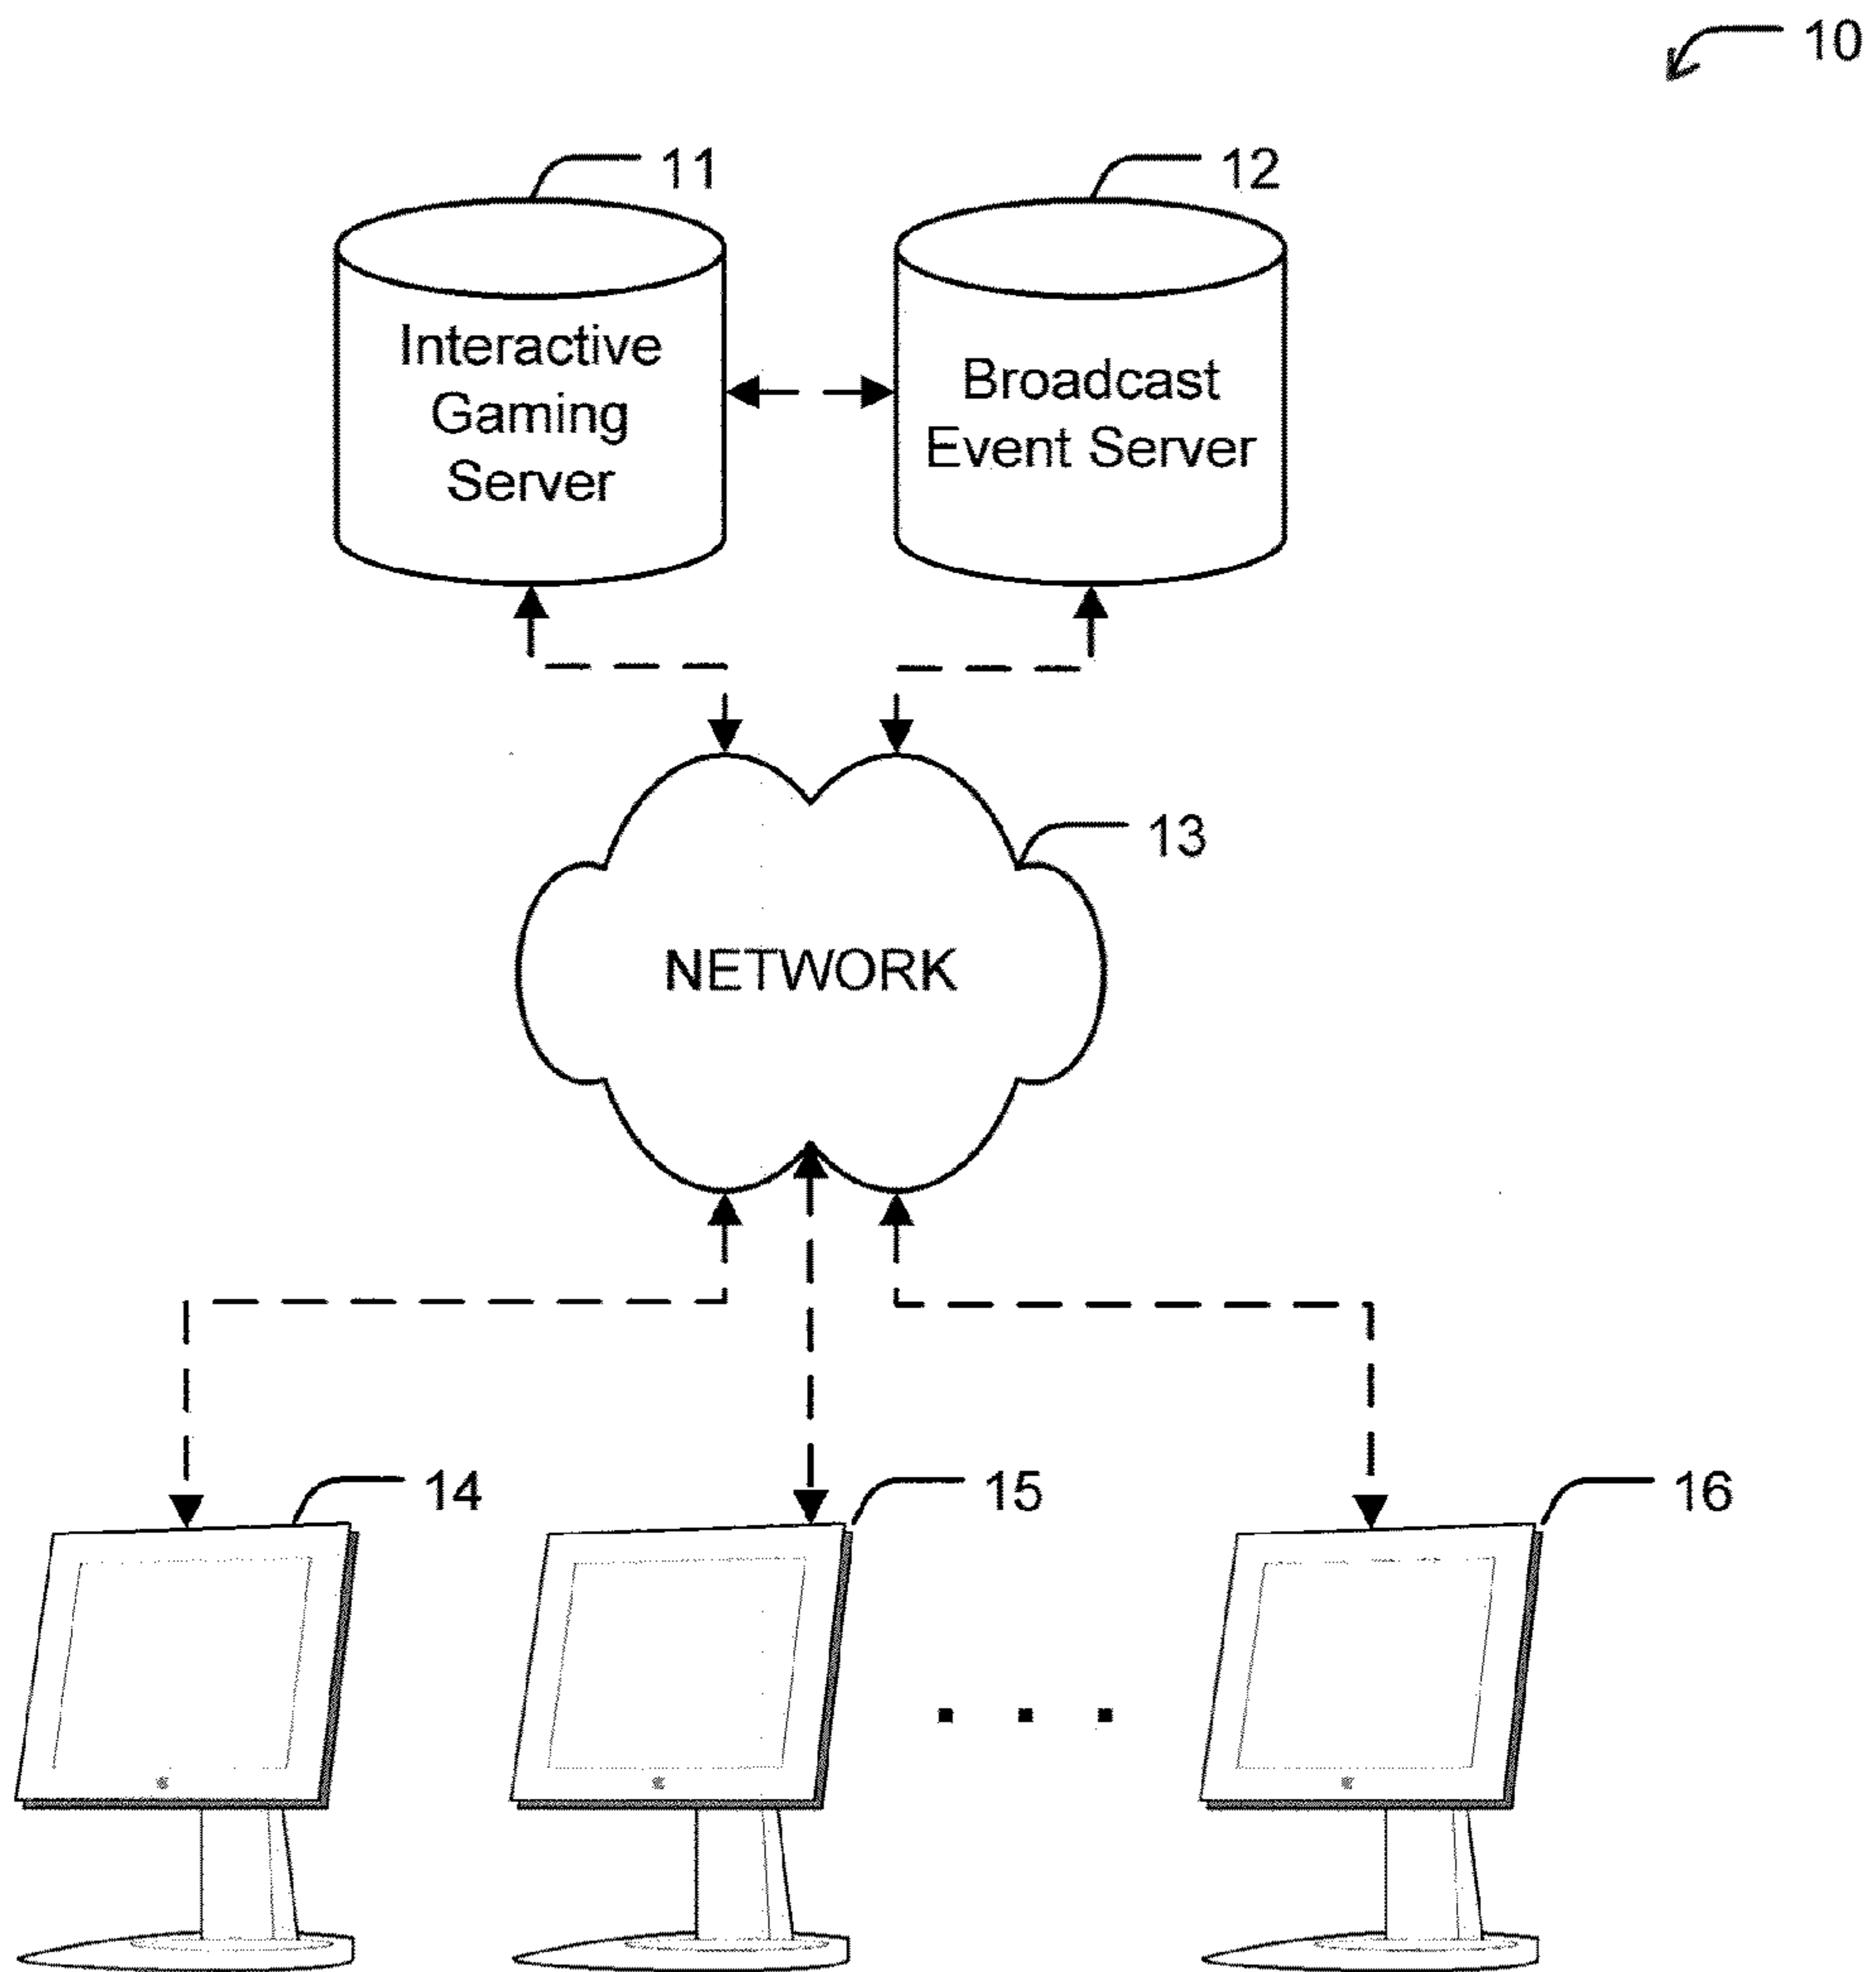 10
11
12
Interactive
Gaming
Server
Broadcast
Event Server
13
NETWORK
14
15
16